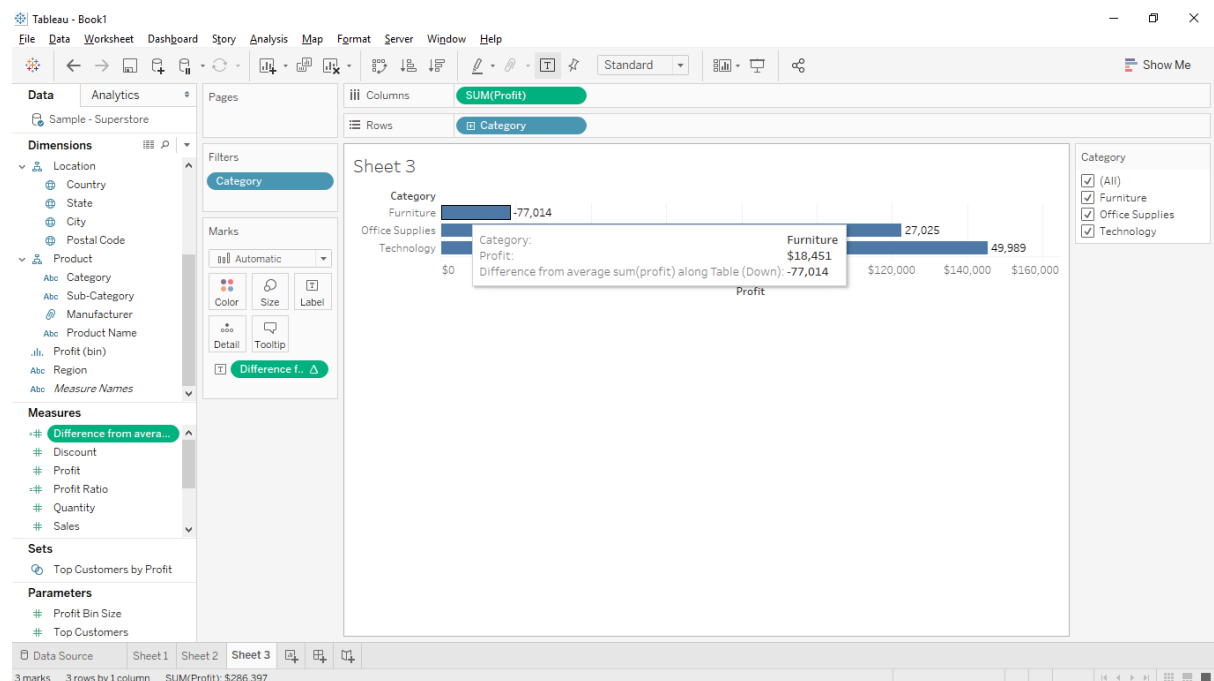 Tableau - Book1
File Data Worksheet Dashboard Story Analysis Map Format Server Window Help
Standard
Show Me
Data Analytics
Sample - Superstore
Dimensions
Location
Country
State
City
Postal Code
Product
Abc Category
Abc Sub-Category
Manufacturer
Abc Product Name
Profit (bin)
Abc Region
Abc Measure Names
Measures
Difference from avera...
Discount
Profit
Profit Ratio
Quantity
Sales
Sets
Top Customers by Profit
Parameters
Profit Bin Size
Top Customers
Pages
Filters
Category
Marks
Automatic
Color Size Label
Detail Tooltip
Difference f..
Columns SUM(Profit)
Rows Category
Sheet 3
Category
Furniture -77,014
Office Supplies 27,025
Technology 49,989
Category: Furniture
Profit: $18,451
Difference from average sum(profit) along Table (Down): -77,014
$0 $120,000 $140,000 $160,000
Profit
Category
(All)
Furniture
Office Supplies
Technology
Data Source Sheet 1 Sheet 2 Sheet 3
3 marks 3 rows by 1 column SUM(Profit): $286,397